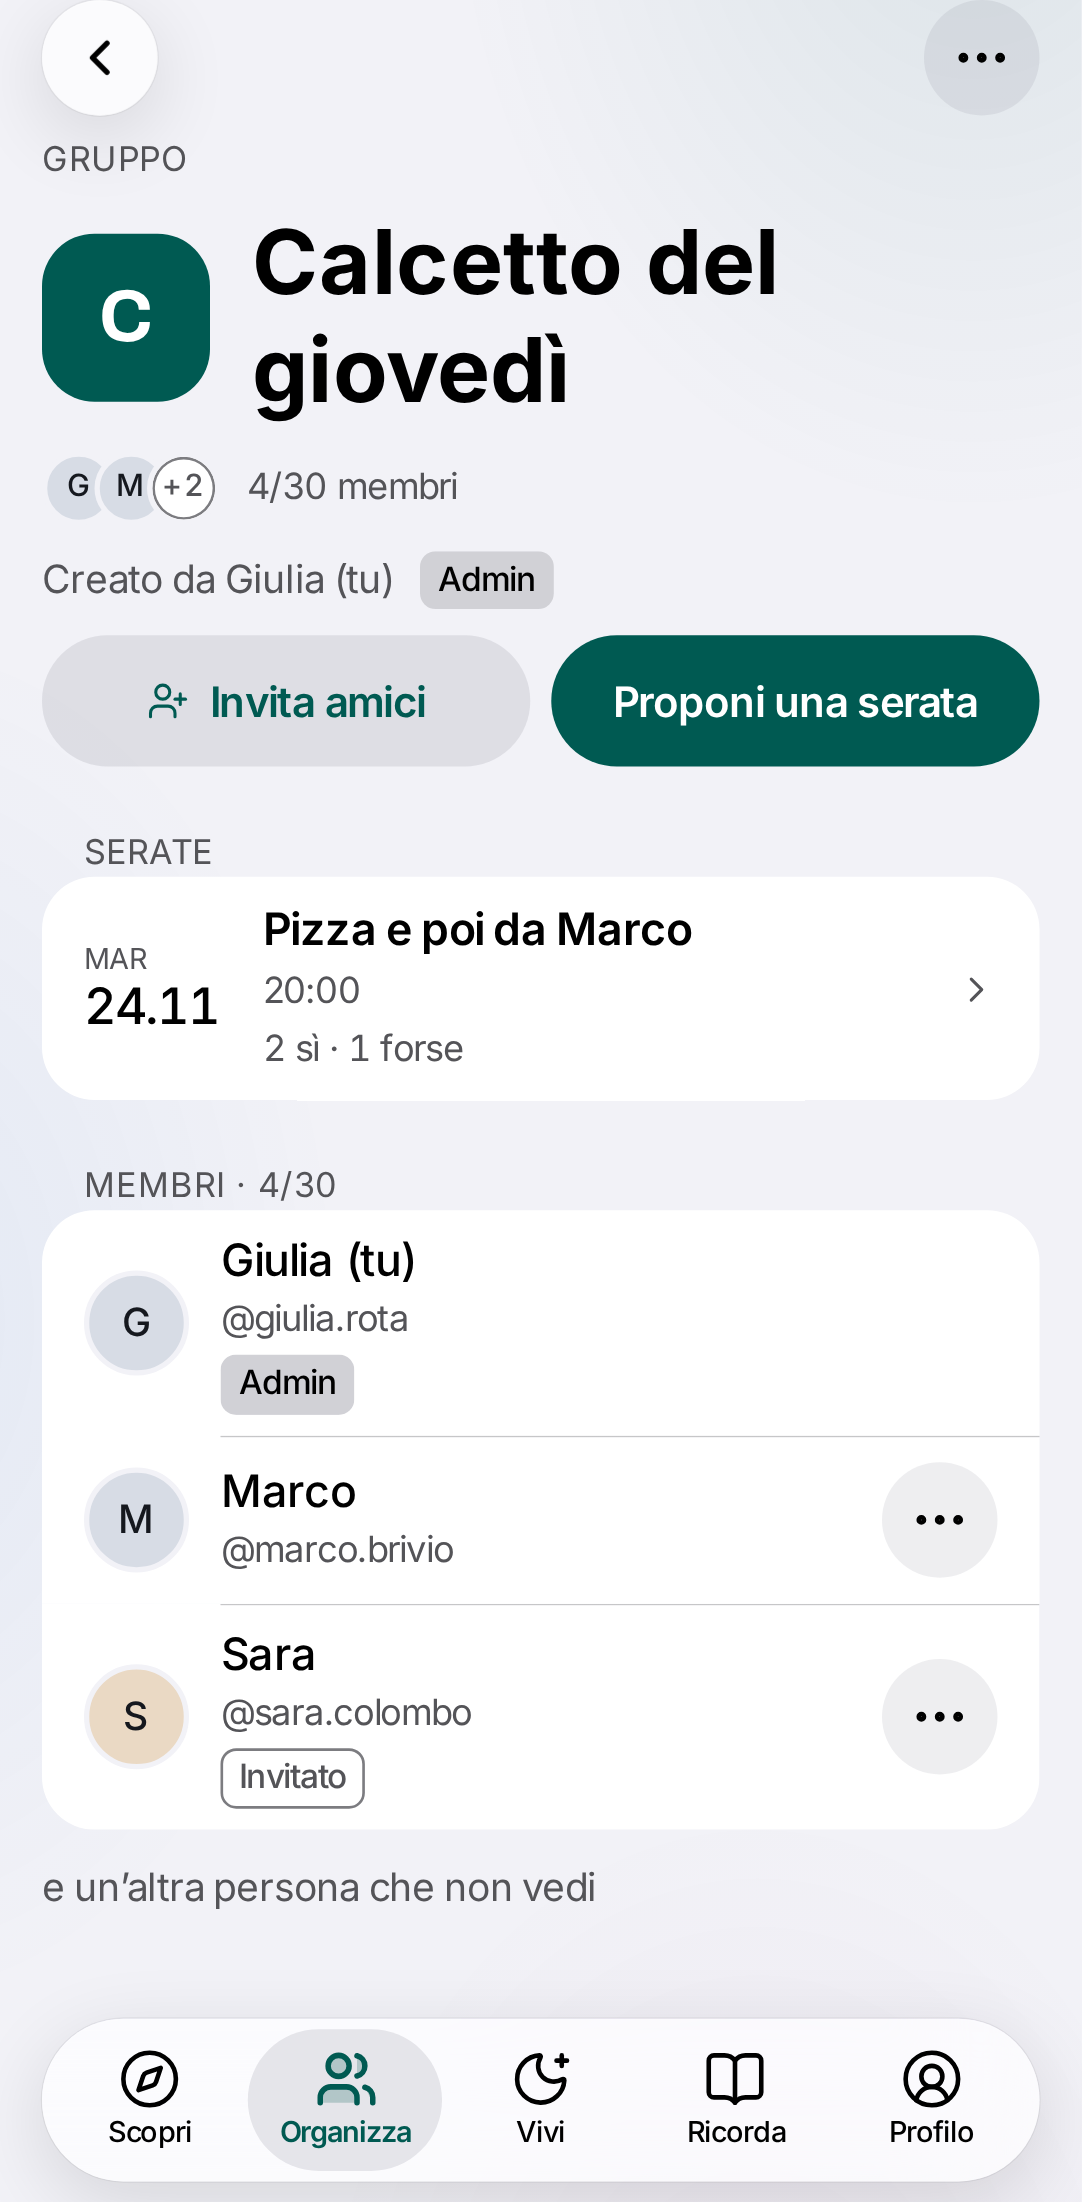 GRUPPO
C
Calcetto del
giovedì
G M +2 4/30 membri
Creato da Giulia (tu) Admin
Invita amici Proponi una serata
SERATE
Pizza e poi da Marco
MAR
24.11
20:00
2 sì · 1 forse
MEMBRI · 4/30
G
Giulia (tu)
@giulia.rota
Admin
M
Marco
@marco.brivio
S
Sara
@sara.colombo
Invitato
e un’altra persona che non vedi
Scopri Organizza Vivi Ricorda Profilo